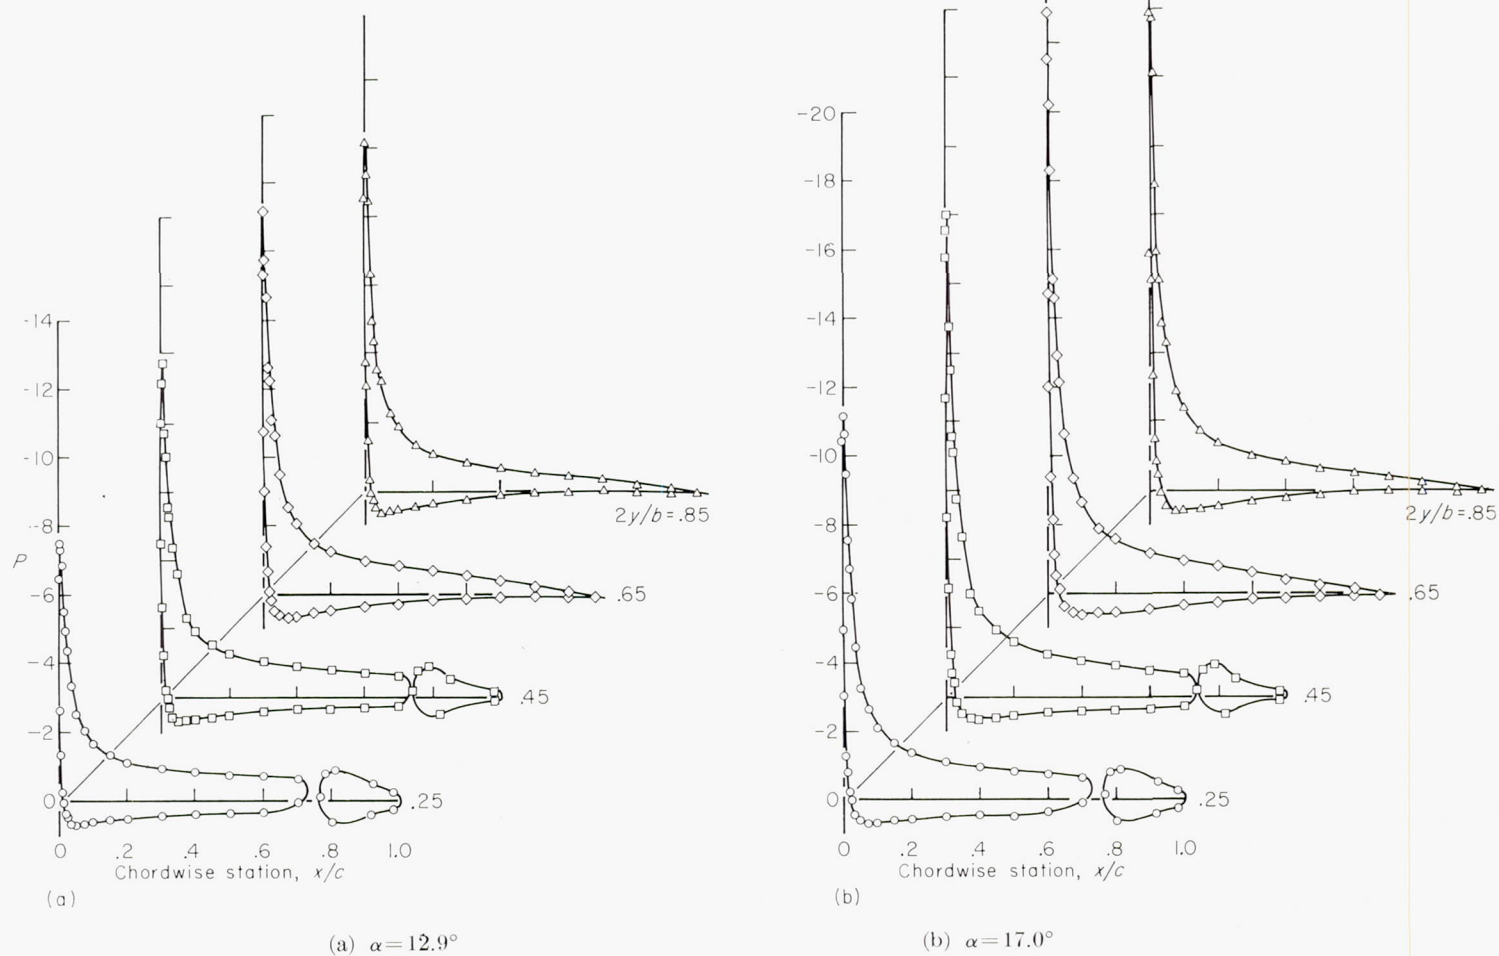 -14
-12
-10
-8
P
-6
-4
-2
0
2y/b=.85
.65
.45
.25
0 .2 .4 .6 .8 1.0
Chordwise station, x/c
(a)
(a) α=12.9°
-20
-18
-16
-14
-12
-10
-8
-6
-4
-2
0
2y/b=.85
.65
.45
.25
0 .2 .4 .6 .8 1.0
Chordwise station, x/c
(b)
(b) α=17.0°